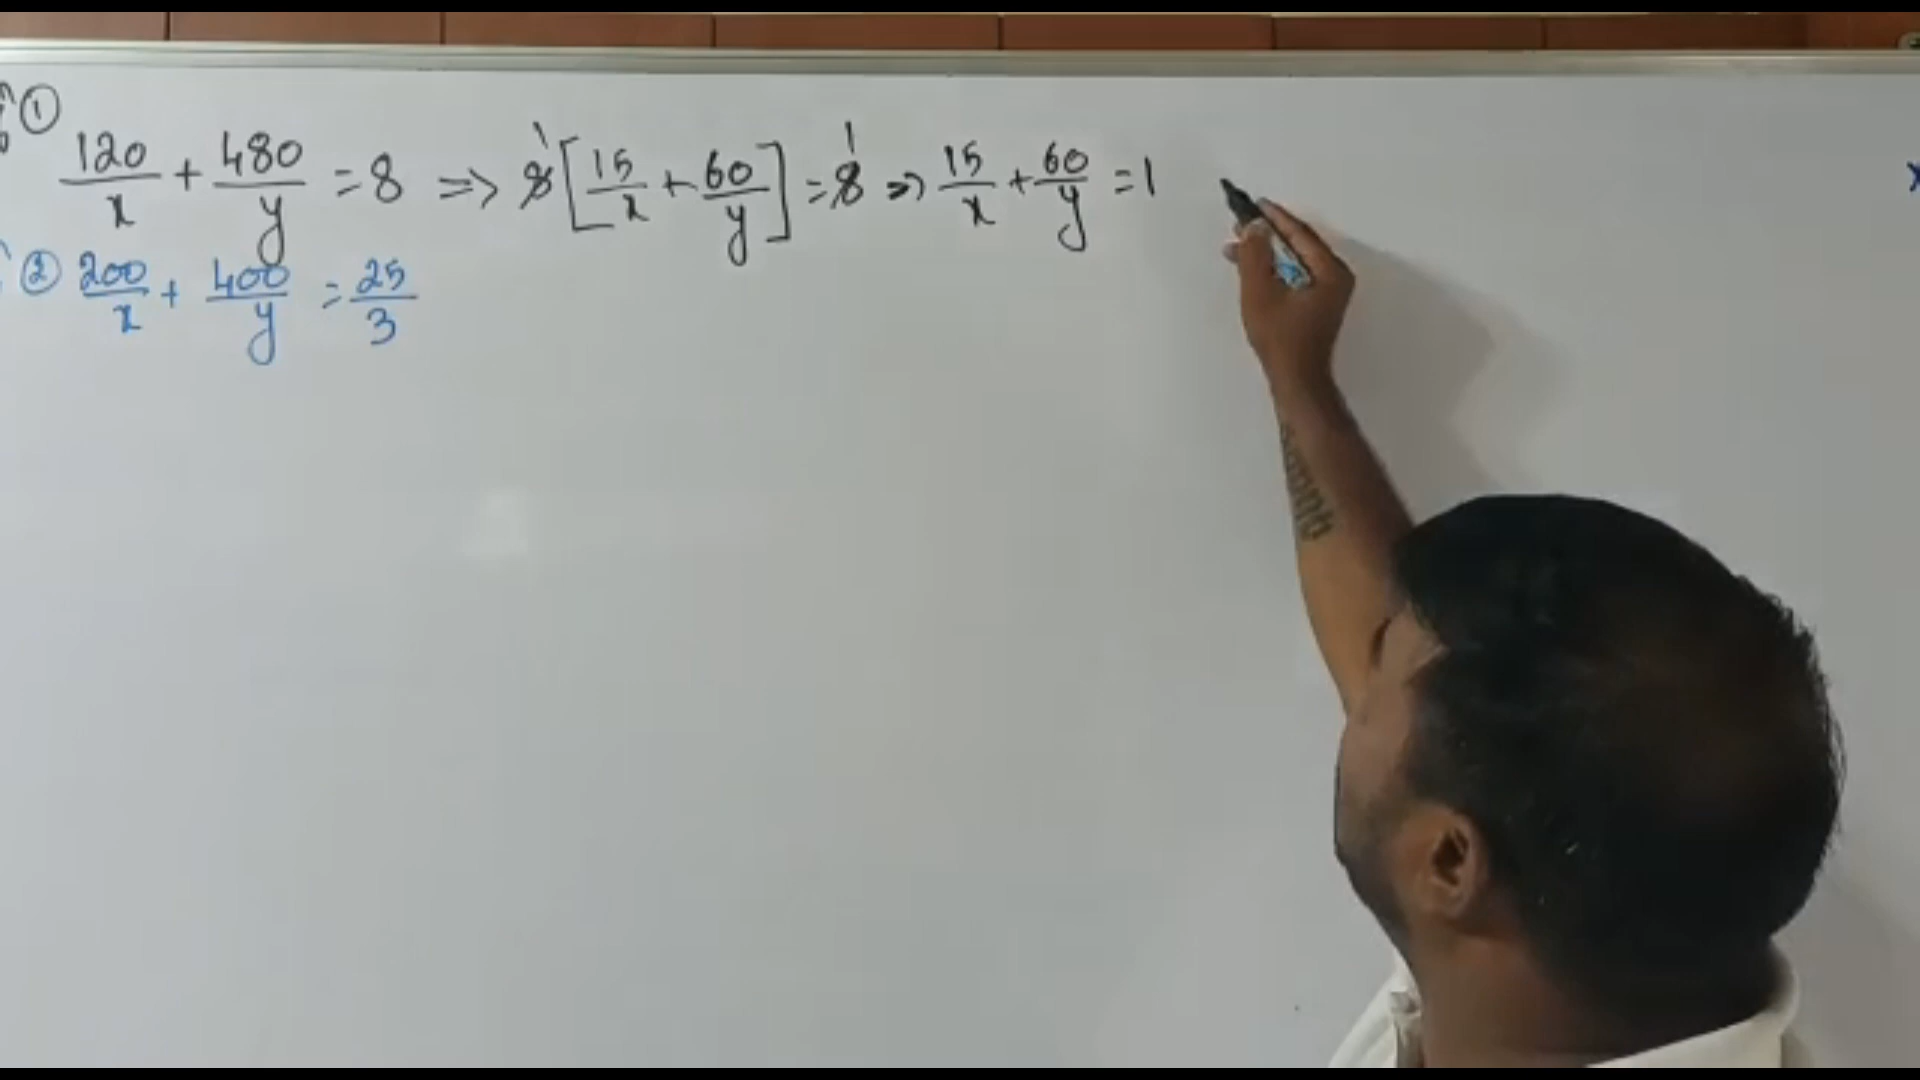 ① 120/x + 480/y = 8 => 8[15/x + 60/y] = 8 => 15/x + 60/y = 1
② 200/x + 400/y = 25/3